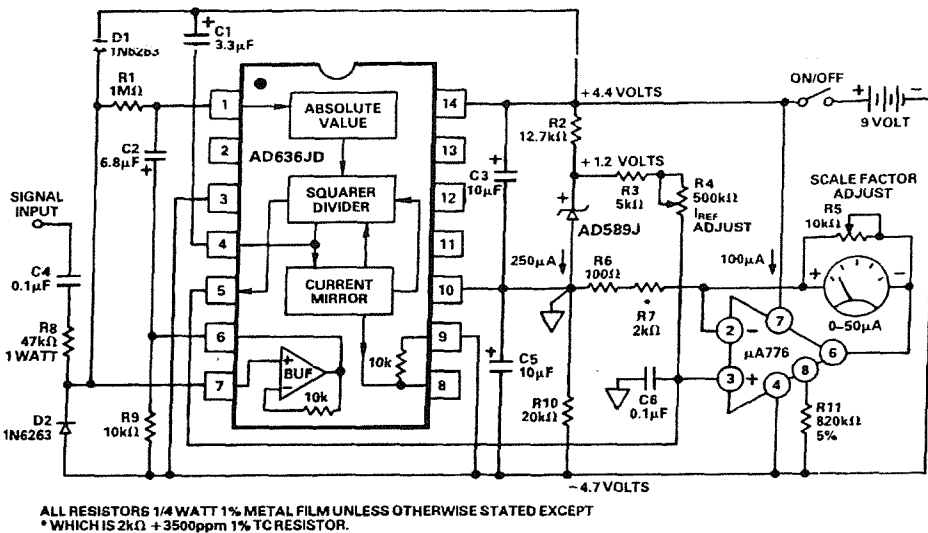 D1
1N6263
C1
3.3µF
+
R1
1MΩ
C2
6.8µF
+
SIGNAL
INPUT
C4
0.1µF
R8
47kΩ
1 WATT
D2
1N6263
R9
10kΩ
1
2
3
4
5
6
7
ABSOLUTE
VALUE
AD636JD
SQUARER
DIVIDER
CURRENT
MIRROR
+
BUF
−
10k
10k
14
13
12
11
10
9
8
+4.4 VOLTS
ON/OFF
+ −
9 VOLT
R2
12.7kΩ
+
C3
10µF
+1.2 VOLTS
R3
5kΩ
R4
500kΩ
IREF
ADJUST
+
AD589J
250µA
R6
100Ω
R7
*
2kΩ
100µA
SCALE FACTOR
ADJUST
R5
10kΩ
+ −
0–50µA
2
−
7
µA776
6
3
+
4
8
+
C5
10µF
R10
20kΩ
C6
0.1µF
R11
820kΩ
5%
−4.7 VOLTS
ALL RESISTORS 1/4 WATT 1% METAL FILM UNLESS OTHERWISE STATED EXCEPT
* WHICH IS 2kΩ + 3500ppm 1% TC RESISTOR.